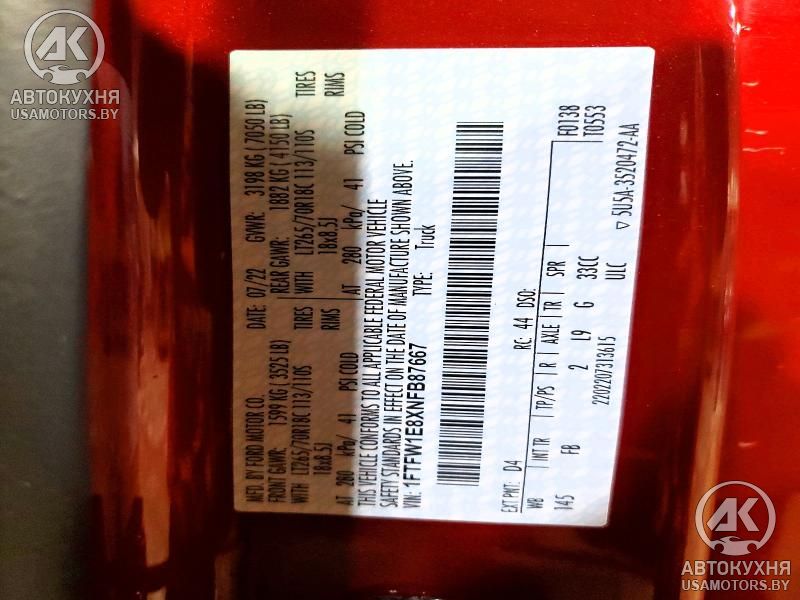 АВТОКУХНЯ
USAMOTORS.BY
MFD. BY FORD MOTOR CO.
DATE: 07/22 GVWR: 3198 KG (7050 LB)
FRONT GAWR: 1599 KG (3525 LB) REAR GAWR: 1882 KG (4150 LB)
WITH LT265/70R18C 113/110S TIRES WITH LT265/70R18C 113/110S TIRES
18x8.5J RIMS 18x8.5J RIMS
AT 280 kPa/ 41 PSI COLD AT 280 kPa/ 41 PSI COLD
THIS VEHICLE CONFORMS TO ALL APPLICABLE FEDERAL MOTOR VEHICLE
SAFETY STANDARDS IN EFFECT ON THE DATE OF MANUFACTURE SHOWN ABOVE.
VIN: 1FTFW1E8XNFB87667 TYPE: Truck
EXT PNT: D4 RC: 44 DSO: F0138
WB MTTR TP/PS R AXLE TR SPR T0553
145 FB 2 L9 G 33CC
2202207313615 ULC
▽ 5U5A-3520472-AA
АВТОКУХНЯ
USAMOTORS.BY